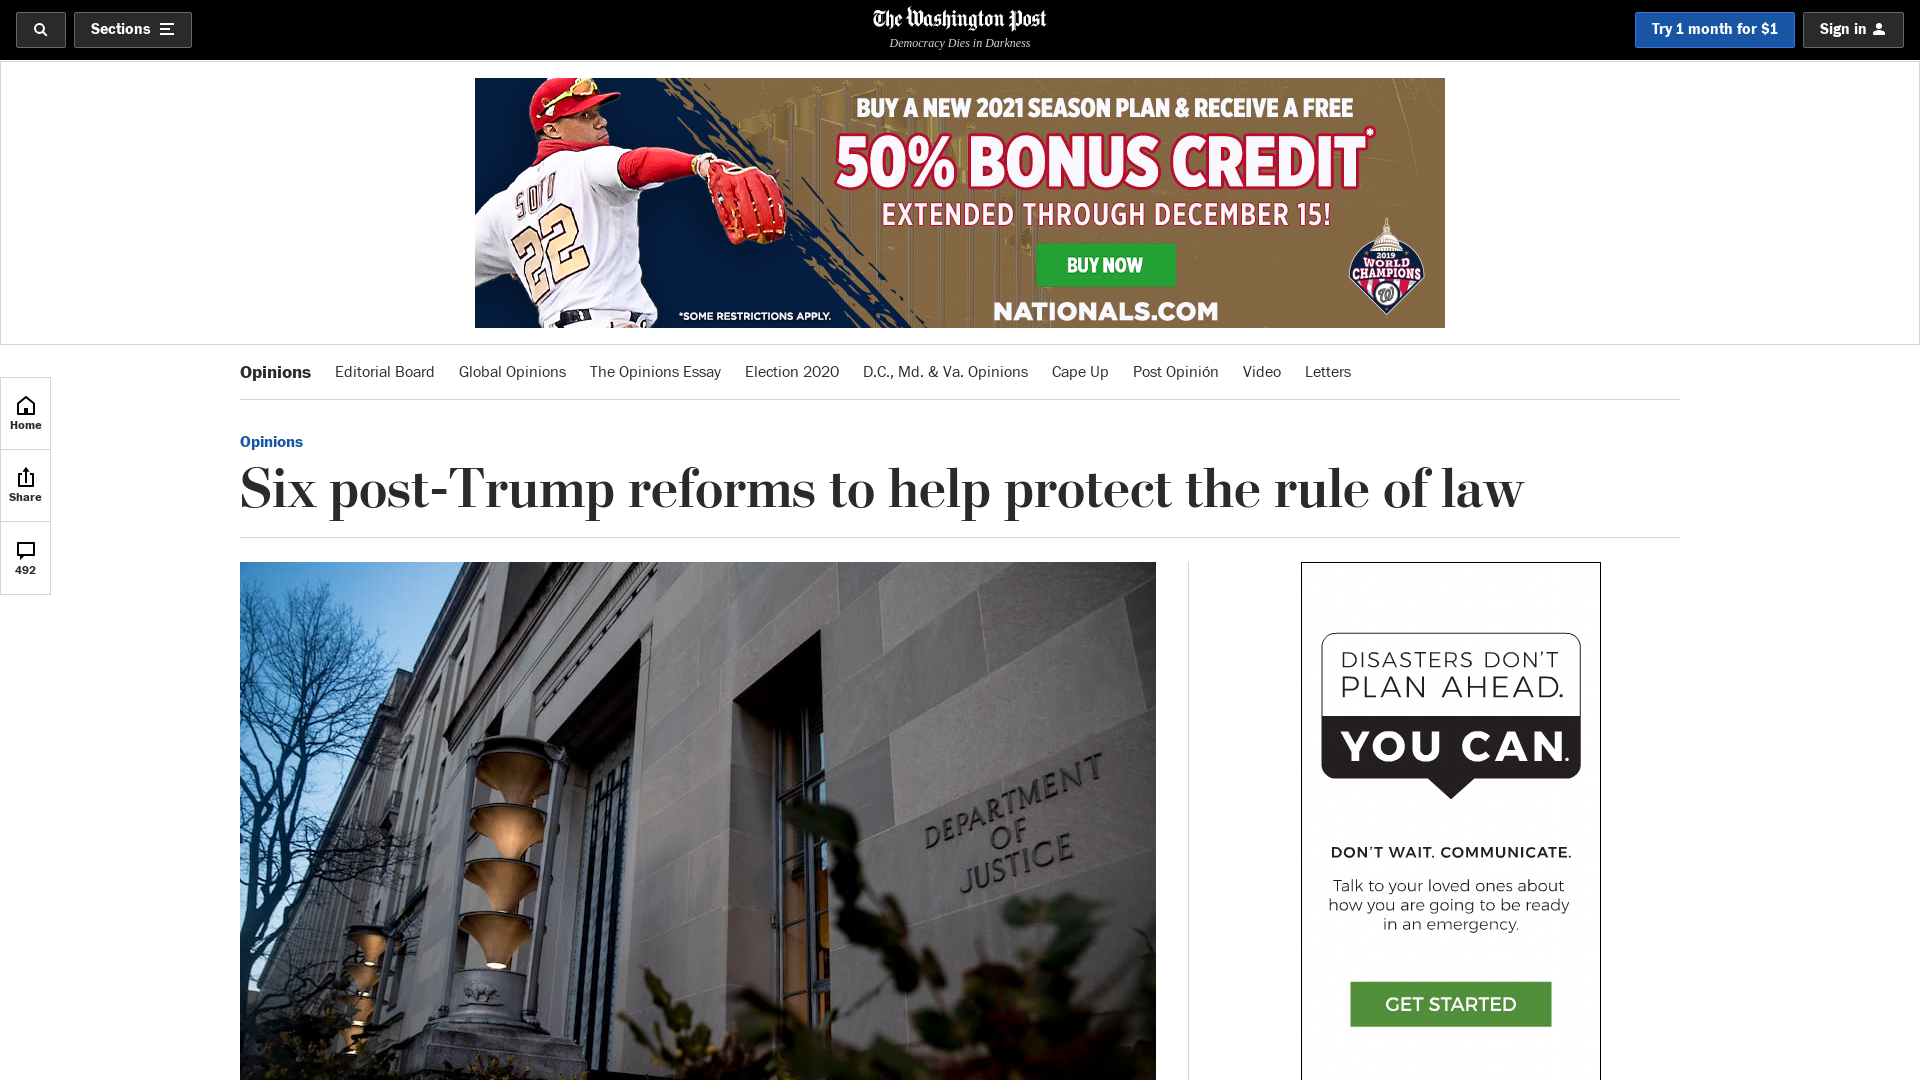 Sections
The Washington Post
Democracy Dies in Darkness
Try 1 month for $1
Sign in
SOTO
22
BUY A NEW 2021 SEASON PLAN & RECEIVE A FREE
50% BONUS CREDIT*
EXTENDED THROUGH DECEMBER 15!
BUY NOW
NATIONALS.COM
*SOME RESTRICTIONS APPLY.
2019
WORLD
CHAMPIONS
W
Opinions Editorial Board Global Opinions The Opinions Essay Election 2020 D.C., Md. & Va. Opinions Cape Up Post Opinión Video Letters
Home
Share
492
Opinions
Six post-Trump reforms to help protect the rule of law
DEPARTMENT
OF
JUSTICE
DISASTERS DON'T
PLAN AHEAD.
YOU CAN.
DON'T WAIT. COMMUNICATE.
Talk to your loved ones about
how you are going to be ready
in an emergency.
GET STARTED